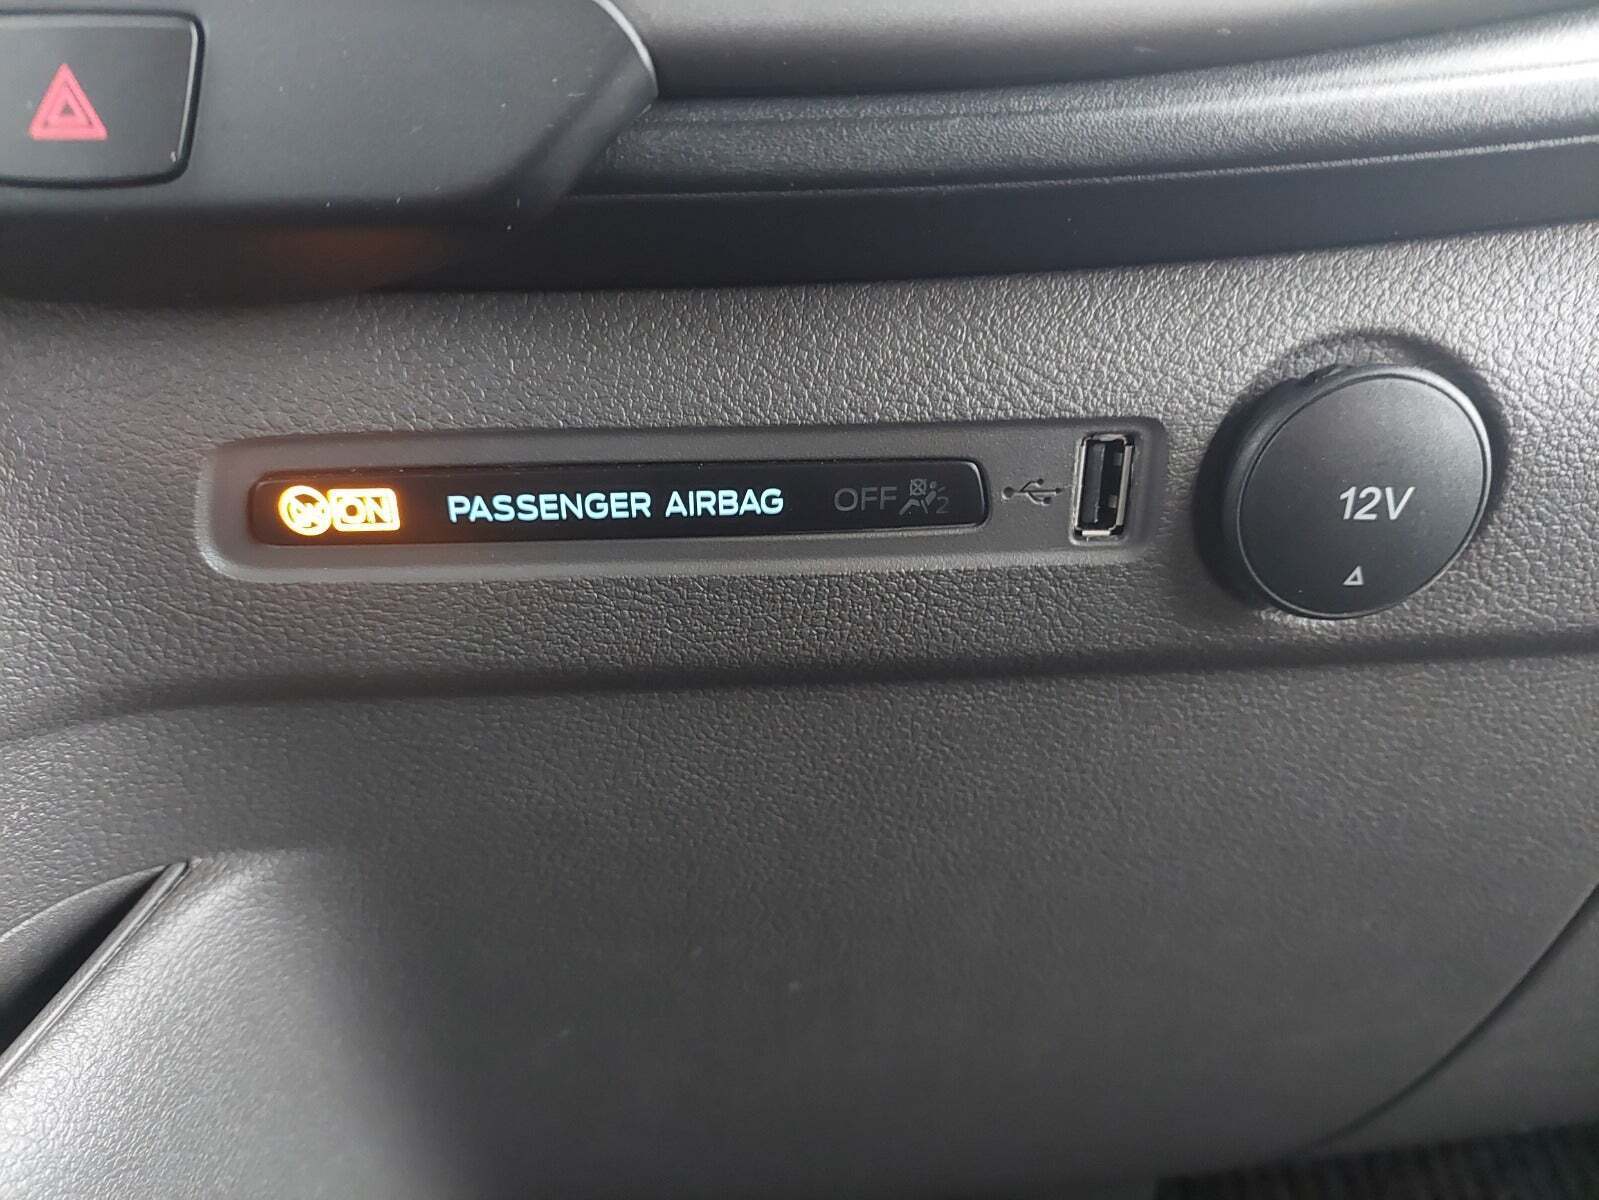 ON PASSENGER AIRBAG OFF 2
12V